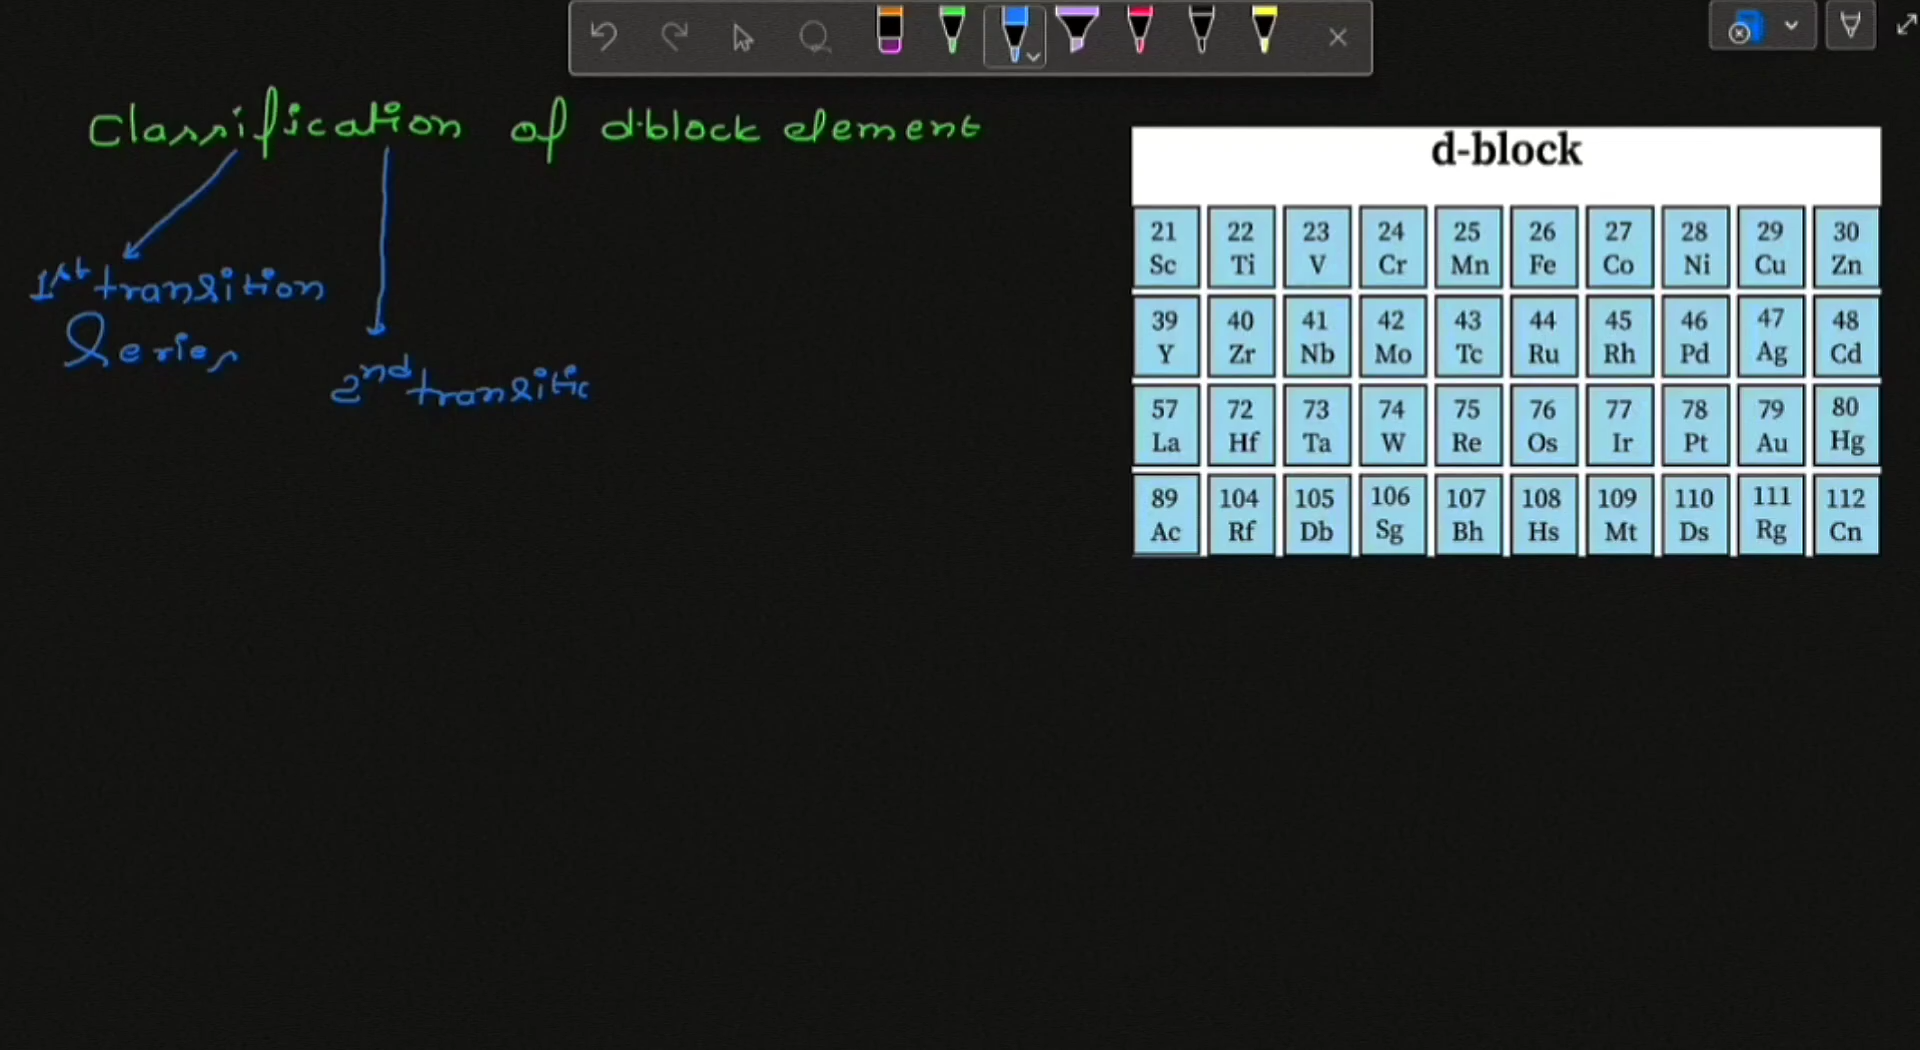 Classification of d-block element
1st transition
Series
2nd transitio
d-block
21 22 23 24 25 26 27 28 29 30
Sc Ti V Cr Mn Fe Co Ni Cu Zn
39 40 41 42 43 44 45 46 47 48
Y Zr Nb Mo Tc Ru Rh Pd Ag Cd
57 72 73 74 75 76 77 78 79 80
La Hf Ta W Re Os Ir Pt Au Hg
89 104 105 106 107 108 109 110 111 112
Ac Rf Db Sg Bh Hs Mt Ds Rg Cn